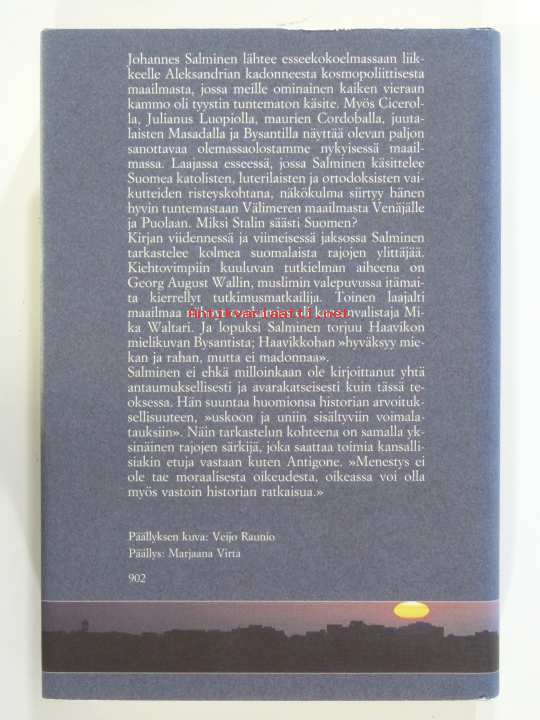 Johannes Salminen lähtee esseekokoelmassaan liik-
keelle Aleksandrian kadonneesta kosmopoliittisesta
maailmasta, jossa meille ominainen kaiken vieraan
kammo oli tyystin tuntematon käsite. Myös Cicerol-
la, Julianus Luopiolla, maurien Cordoballa, juuta-
laisten Masadalla ja Bysantilla näyttää olevan paljon
sanottavaa olemassaolostamme nykyisessä maail-
massa. Laajassa esseessä, jossa Salminen käsittelee
Suomea katolisten, luterilaisten ja ortodoksisten vai-
kutteiden risteyskohtana, näkökulma siirtyy hänen
hyvin tuntemastaan Välimeren maailmasta Venäjälle
ja Puolaan. Miksi Stalin säästi Suomen?
Kirjan viidennessä ja viimeisessä jaksossa Salminen
tarkastelee kolmea suomalaista rajojen ylittäjää.
Kiehtovimpiin kuuluvan tutkielman aiheena on
Georg August Wallin, muslimin valepuvussa itämai-
ta kierrellyt tutkimusmatkailija. Toinen laajalti
maailmaa nähnyt maanmies on karavaanivalistaja Mi-
ka Waltari. Ja lopuksi Salminen torjuu Haavikon
mielikuvan Bysantista; Haavikkohan »hyväksyy mie-
kan ja rahan, mutta ei madonnaa».
Salminen ei ehkä milloinkaan ole kirjoittanut yhtä
antaumuksellisesti ja avarakatseisesti kuin tässä te-
oksessa. Hän suuntaa huomionsa historian arvoituk-
sellisuuteen, »uskoon ja uniin sisältyviin voimala-
tauksiin». Näin tarkastelun kohteena on samalla yk-
sinäinen rajojen särkijä, joka saattaa toimia kansalli-
siakin etuja vastaan kuten Antigone. »Menestys ei
ole tae moraalisesta oikeudesta, oikeassa voi olla
myös vastoin historian ratkaisua.»
Päällyksen kuva: Veijo Raunio
Päällys: Marjaana Virta
902